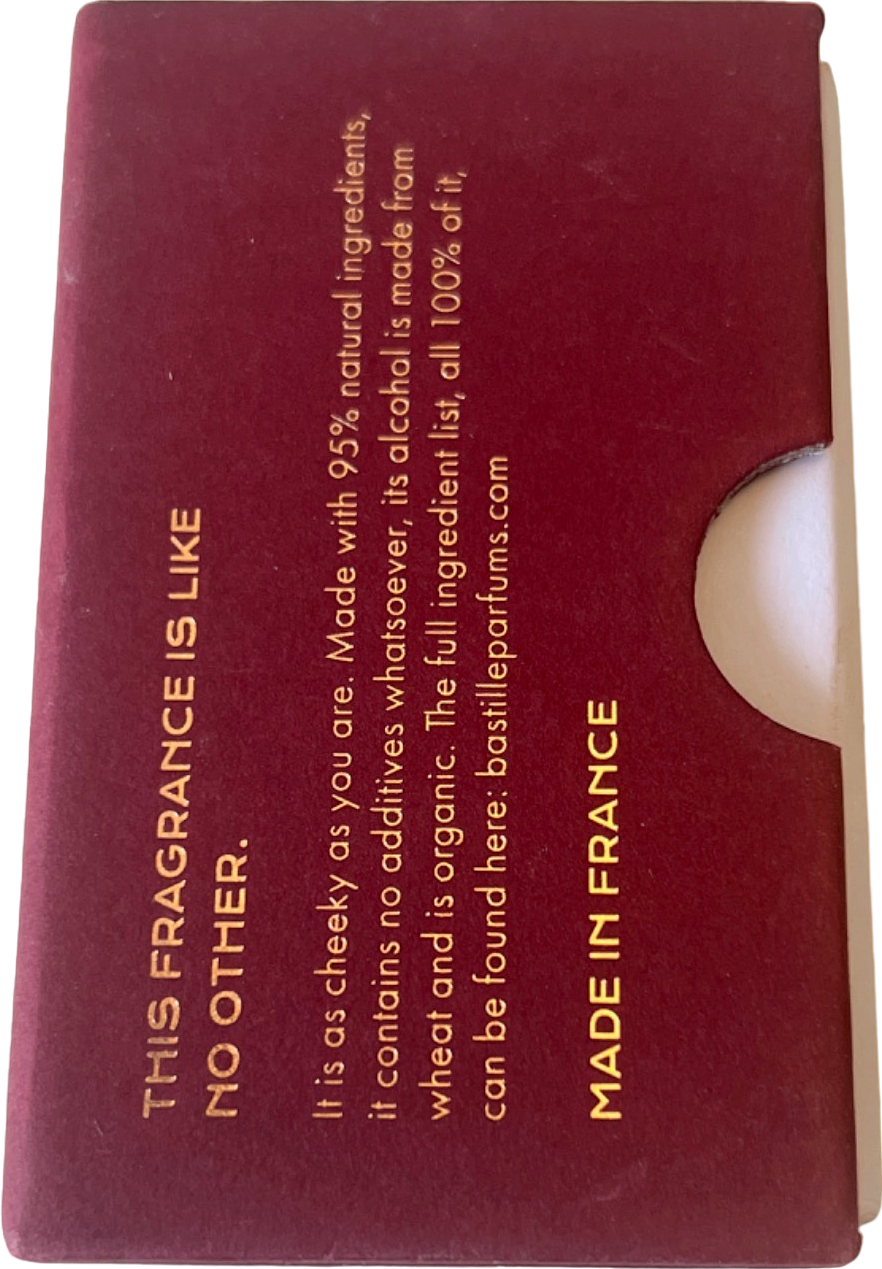 THIS FRAGRANCE IS LIKE
NO OTHER.
It is as cheeky as you are. Made with 95% natural ingredients,
it contains no additives whatsoever, its alcohol is made from
wheat and is organic. The full ingredient list, all 100% of it,
can be found here: bastilleparfums.com
MADE IN FRANCE